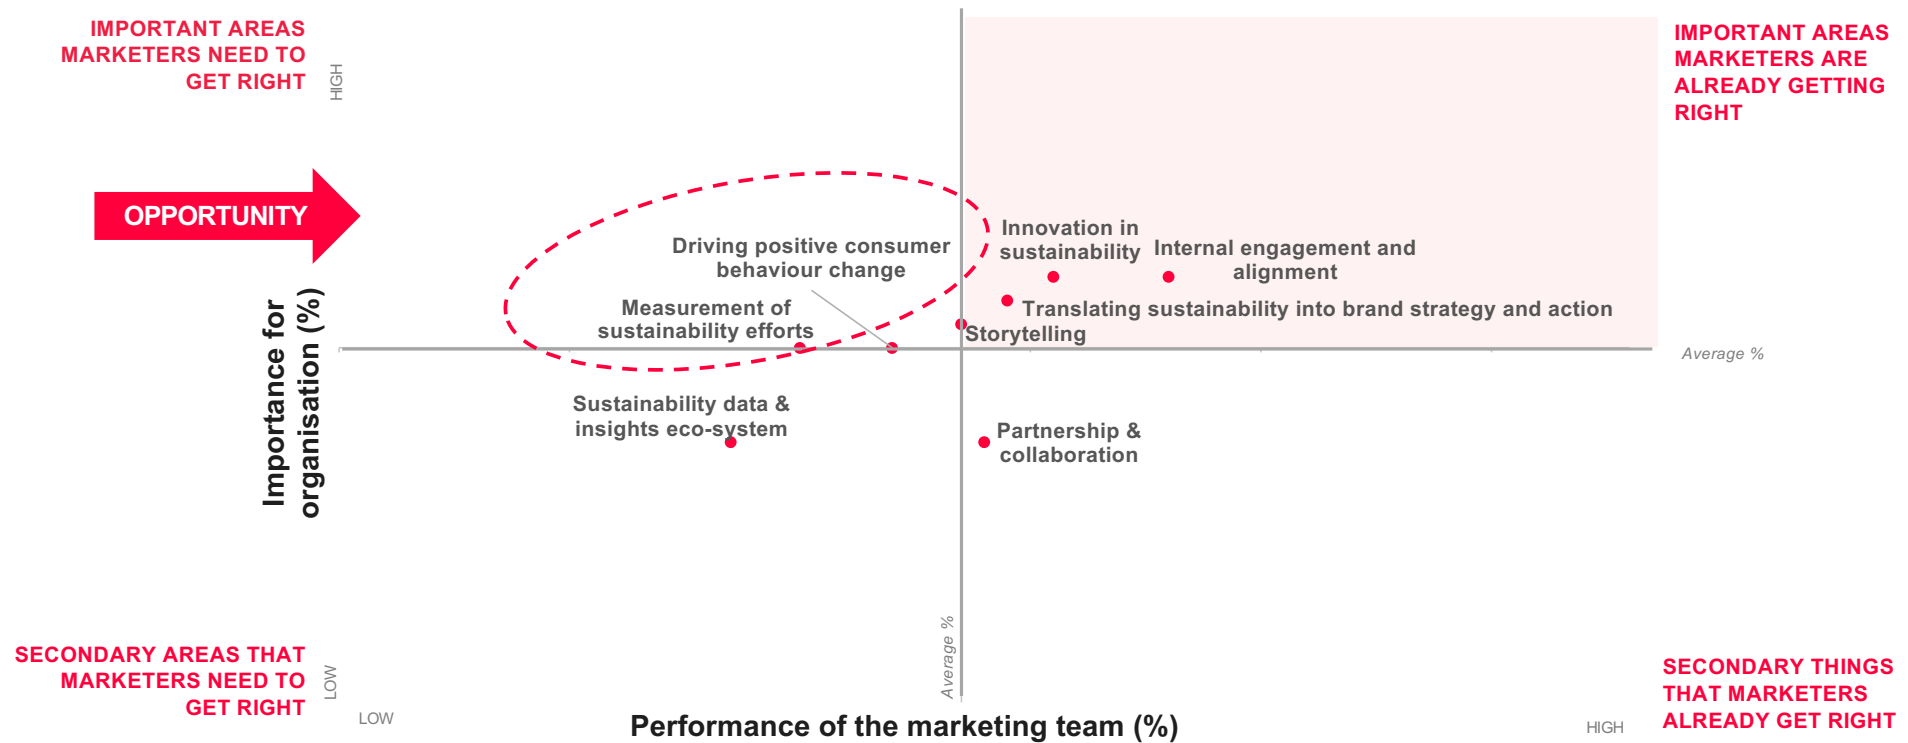 IMPORTANT AREAS
MARKETERS NEED TO
GET RIGHT
HIGH
IMPORTANT AREAS
MARKETERS ARE
ALREADY GETTING
RIGHT
OPPORTUNITY
Driving positive consumer
behaviour change
Innovation in
sustainability
Internal engagement and
alignment
Measurement of
sustainability efforts
Translating sustainability into brand strategy and action
Storytelling
Average %
Importance for
organisation (%)
Sustainability data &
insights eco-system
Partnership &
collaboration
Average %
SECONDARY AREAS THAT
MARKETERS NEED TO
GET RIGHT
LOW
LOW
Performance of the marketing team (%)
HIGH
SECONDARY THINGS
THAT MARKETERS
ALREADY GET RIGHT